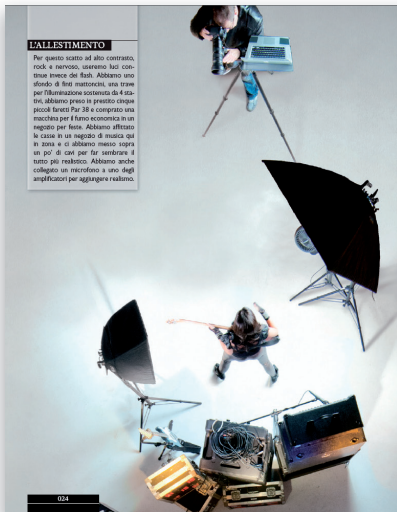 L'ALLESTIMENTO
Per questo scatto ad alto contrasto,
rock e nervoso, useremo luci con-
tinue invece dei flash. Abbiamo uno
sfondo di finti mattoncini, una trave
per l'illuminazione sostenuta da 4 sta-
tivi, abbiamo preso in prestito cinque
piccoli faretti Par 38 e comprato una
macchina per il fumo economica in un
negozio per feste. Abbiamo affittato
le casse in un negozio di musica qui
in zona e ci abbiamo messo sopra
un po' di cavi per far sembrare il
tutto più realistico. Abbiamo anche
collegato un microfono a uno degli
amplificatori per aggiungere realismo.
024